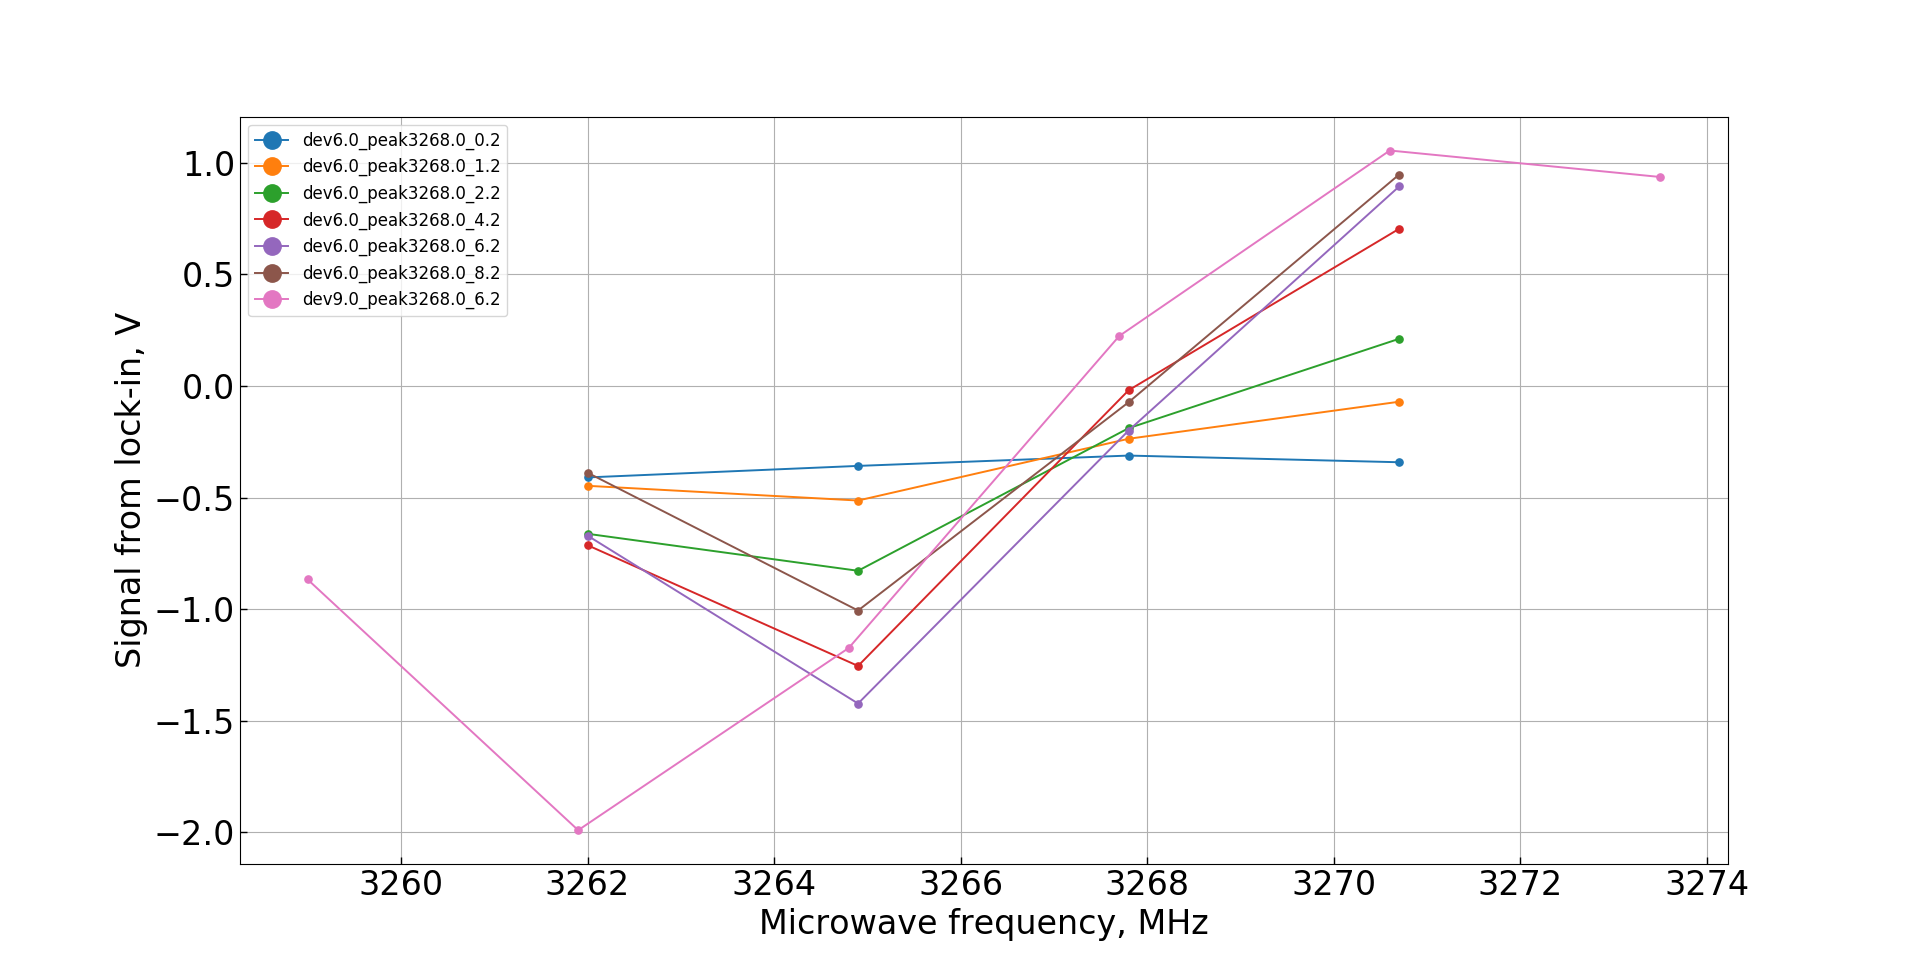 dev6.0_peak3268.0_0.2
dev6.0_peak3268.0_1.2
dev6.0_peak3268.0_2.2
dev6.0_peak3268.0_4.2
dev6.0_peak3268.0_6.2
dev6.0_peak3268.0_8.2
dev9.0_peak3268.0_6.2
1.0
0.5
0.0
−0.5
−1.0
−1.5
−2.0
Signal from lock-in, V
3260 3262 3264 3266 3268 3270 3272 3274
Microwave frequency, MHz